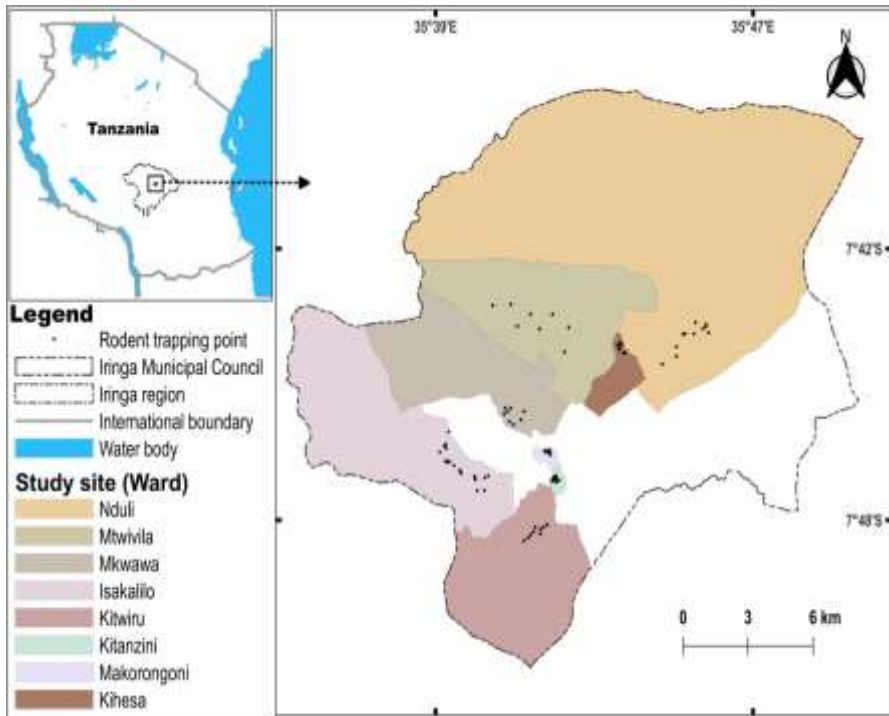 35°39'E
35°47'E
N
Tanzania
7°42'S
Legend
Rodent trapping point
Iringa Municipal Council
Iringa region
International boundary
Water body
Study site (Ward)
Nduli
Mtwivila
Mkwawa
Isakalilo
Kitwiru
Kitanzini
Makorongoni
Kihesa
7°48'S
0 3 6 km